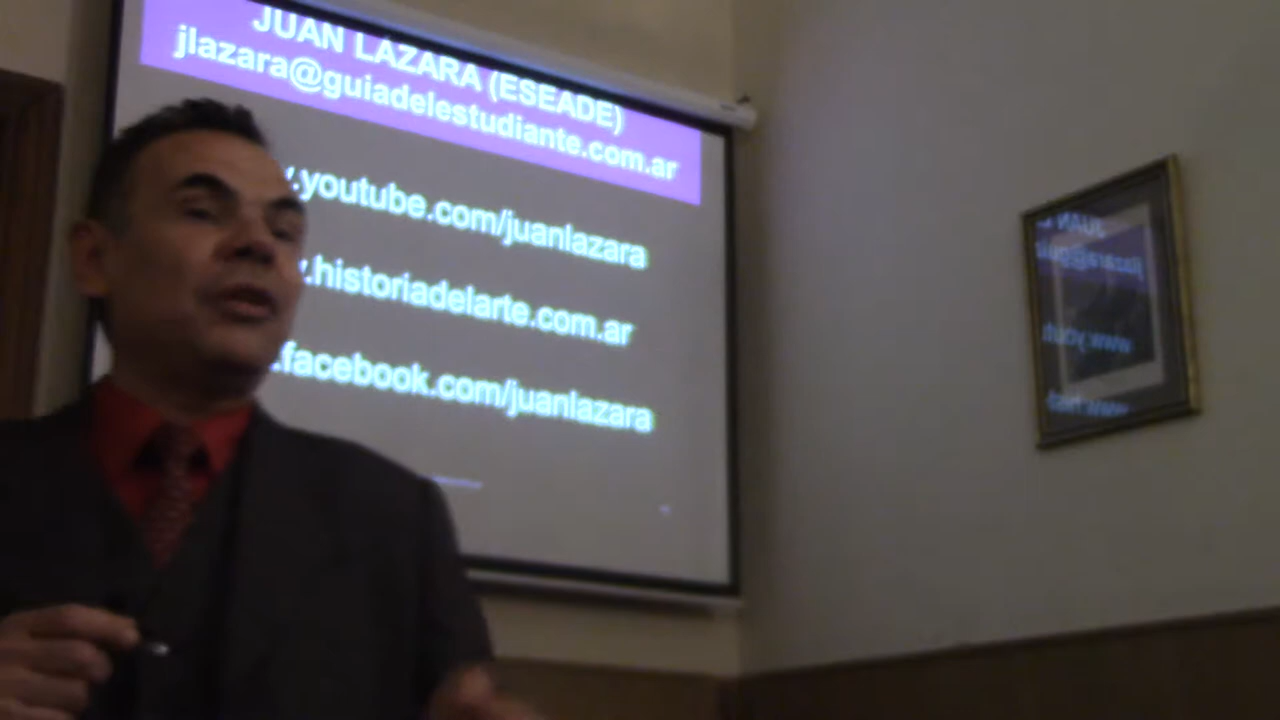 JUAN LAZARA (ESEADE)
jlazara@guiadelestudiante.com.ar
.youtube.com/juanlazara
.historiadelarte.com.ar
.facebook.com/juanlazara